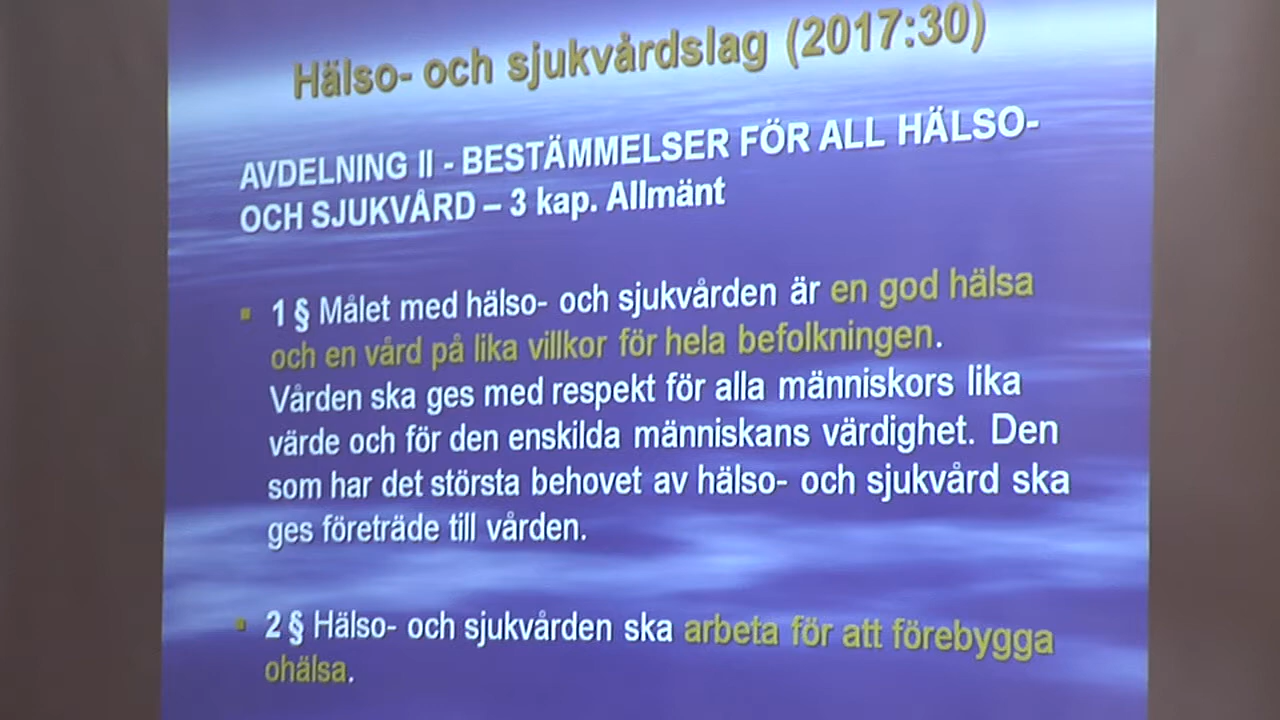 Hälso- och sjukvårdslag (2017:30)
AVDELNING II - BESTÄMMELSER FÖR ALL HÄLSO-
OCH SJUKVÅRD – 3 kap. Allmänt
1 § Målet med hälso- och sjukvården är en god hälsa
och en vård på lika villkor för hela befolkningen.
Vården ska ges med respekt för alla människors lika
värde och för den enskilda människans värdighet. Den
som har det största behovet av hälso- och sjukvård ska
ges företräde till vården.
2 § Hälso- och sjukvården ska arbeta för att förebygga
ohälsa.